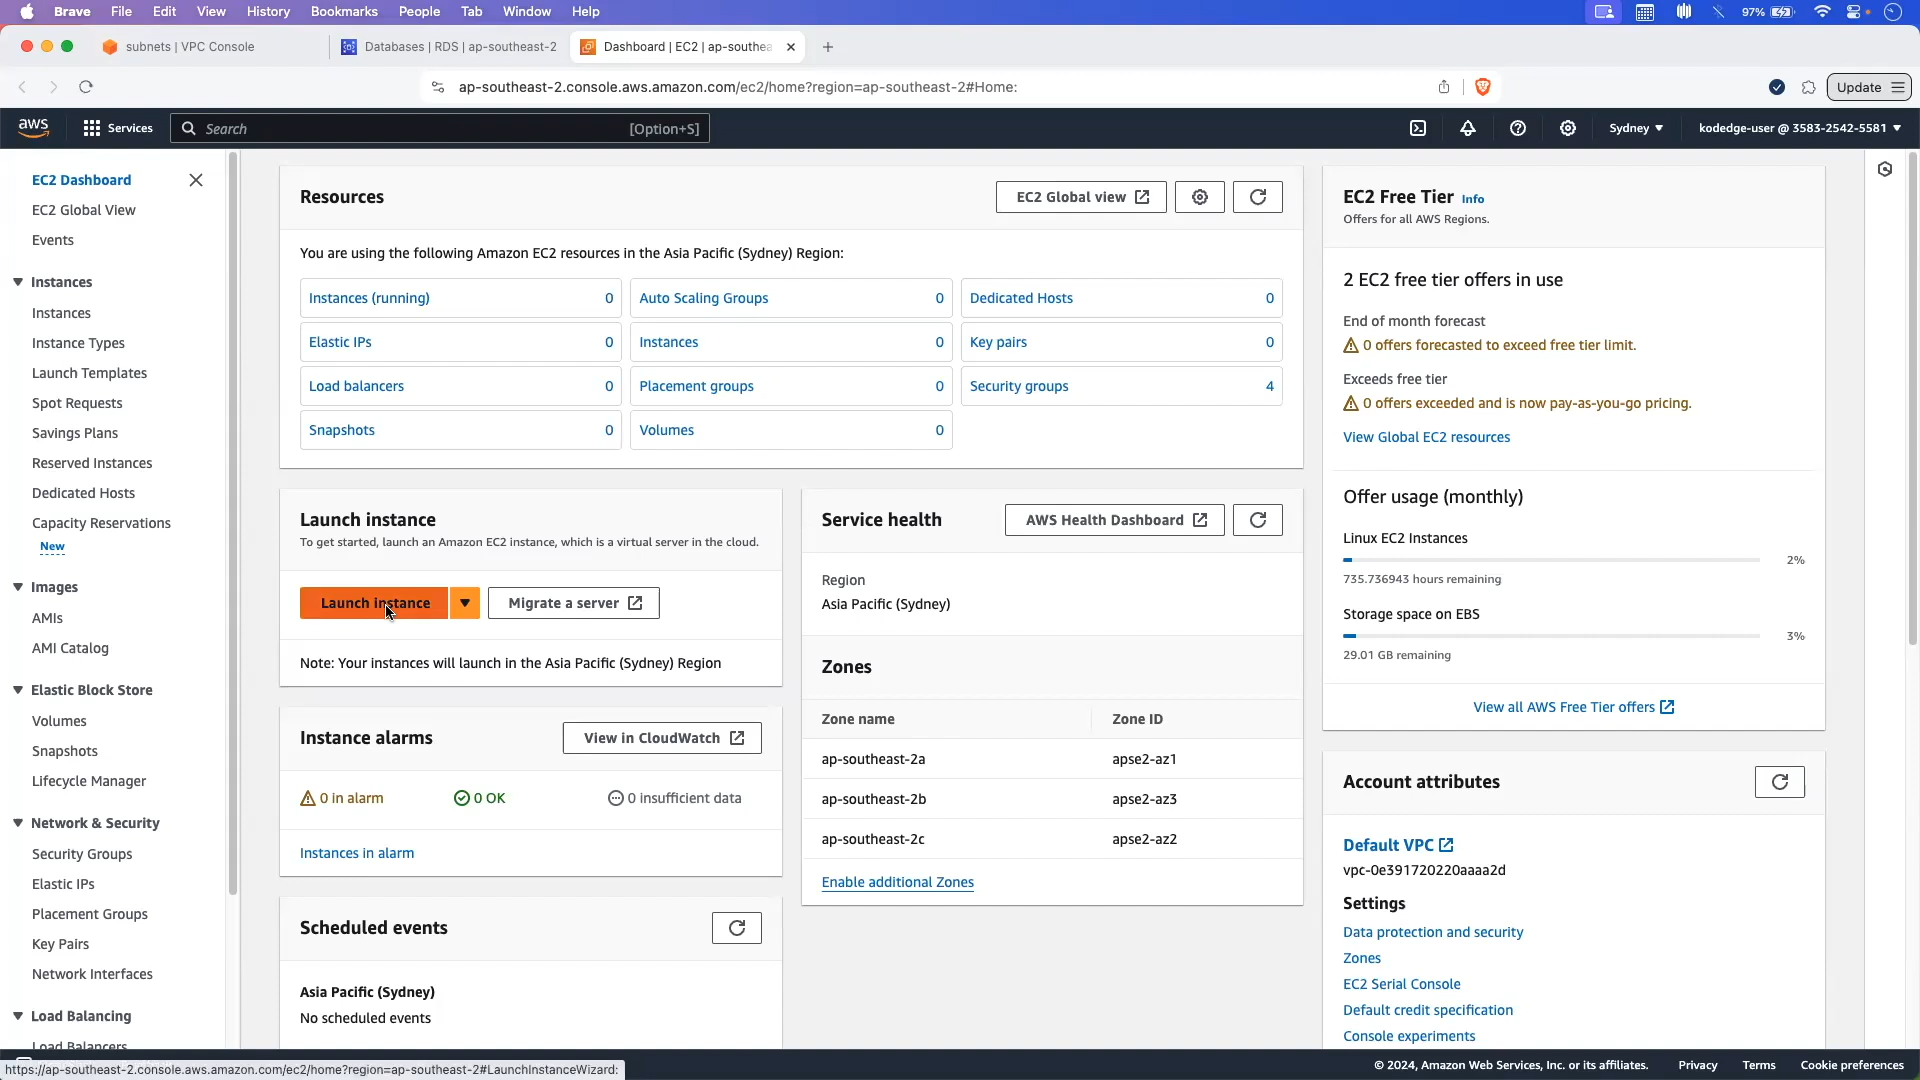 Brave File Edit View History Bookmarks People Tab Window Help 97%
subnets | VPC Console
Databases | RDS | ap-southeast-2
Dashboard | EC2 | ap-southea
ap-southeast-2.console.aws.amazon.com/ec2/home?region=ap-southeast-2#Home:
Update
aws Services Search [Option+S] Sydney kodedge-user @ 3583-2542-5581
EC2 Dashboard
EC2 Global View
Events
Instances
Instances
Instance Types
Launch Templates
Spot Requests
Savings Plans
Reserved Instances
Dedicated Hosts
Capacity Reservations
New
Images
AMIs
AMI Catalog
Elastic Block Store
Volumes
Snapshots
Lifecycle Manager
Network & Security
Security Groups
Elastic IPs
Placement Groups
Key Pairs
Network Interfaces
Load Balancing
Load Balancers
Resources
EC2 Global view
You are using the following Amazon EC2 resources in the Asia Pacific (Sydney) Region:
Instances (running) 0 Auto Scaling Groups 0 Dedicated Hosts 0
Elastic IPs 0 Instances 0 Key pairs 0
Load balancers 0 Placement groups 0 Security groups 4
Snapshots 0 Volumes 0
Launch instance
To get started, launch an Amazon EC2 instance, which is a virtual server in the cloud.
Launch instance Migrate a server
Note: Your instances will launch in the Asia Pacific (Sydney) Region
Instance alarms
View in CloudWatch
0 in alarm 0 OK 0 insufficient data
Instances in alarm
Scheduled events
Asia Pacific (Sydney)
No scheduled events
Service health
AWS Health Dashboard
Region
Asia Pacific (Sydney)
Zones
Zone name Zone ID
ap-southeast-2a apse2-az1
ap-southeast-2b apse2-az3
ap-southeast-2c apse2-az2
Enable additional Zones
EC2 Free Tier Info
Offers for all AWS Regions.
2 EC2 free tier offers in use
End of month forecast
0 offers forecasted to exceed free tier limit.
Exceeds free tier
0 offers exceeded and is now pay-as-you-go pricing.
View Global EC2 resources
Offer usage (monthly)
Linux EC2 Instances
2%
735.736943 hours remaining
Storage space on EBS
3%
29.01 GB remaining
View all AWS Free Tier offers
Account attributes
Default VPC
vpc-0e391720220aaaa2d
Settings
Data protection and security
Zones
EC2 Serial Console
Default credit specification
Console experiments
https://ap-southeast-2.console.aws.amazon.com/ec2/home?region=ap-southeast-2#LaunchInstanceWizard:
© 2024, Amazon Web Services, Inc. or its affiliates. Privacy Terms Cookie preferences